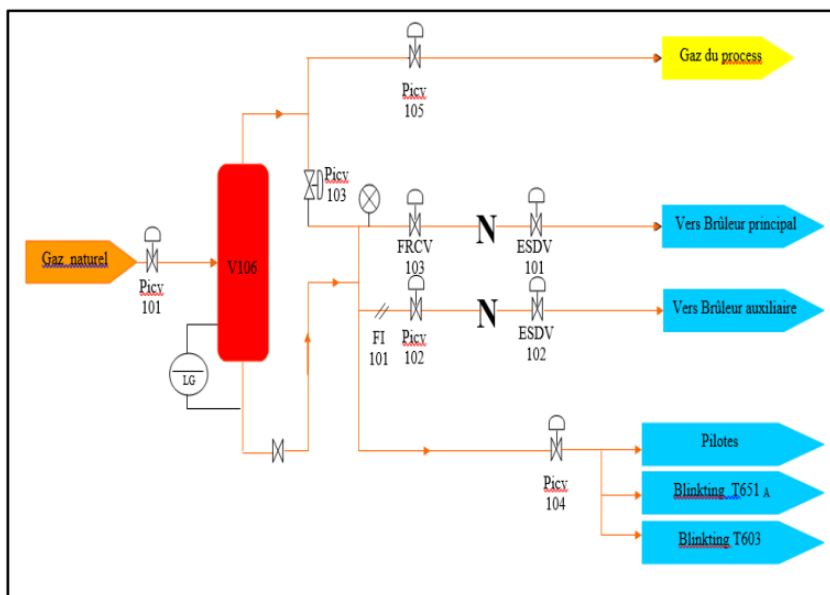 Gaz du process
Picv
105
Picv
103
FRCV
103
N
ESDV
101
Vers Brûleur principal
Gaz naturel
Picv
101
V106
LG
FI
101
Picv
102
N
ESDV
102
Vers Brûleur auxiliaire
Picv
104
Pilotes
Blinkting T651 A
Blinkting T603